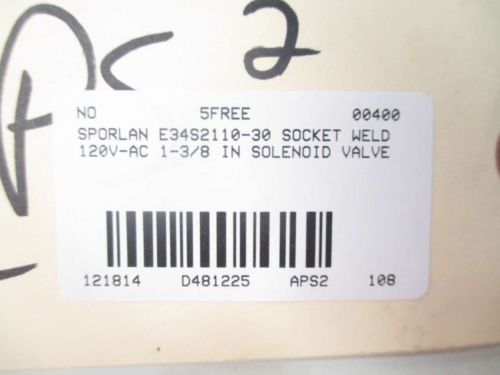 2
NO 5FREE 00400
SPORLAN E34S2110-30 SOCKET WELD
120V-AC 1-3/8 IN SOLENOID VALVE
121814 D481225 APS2 108